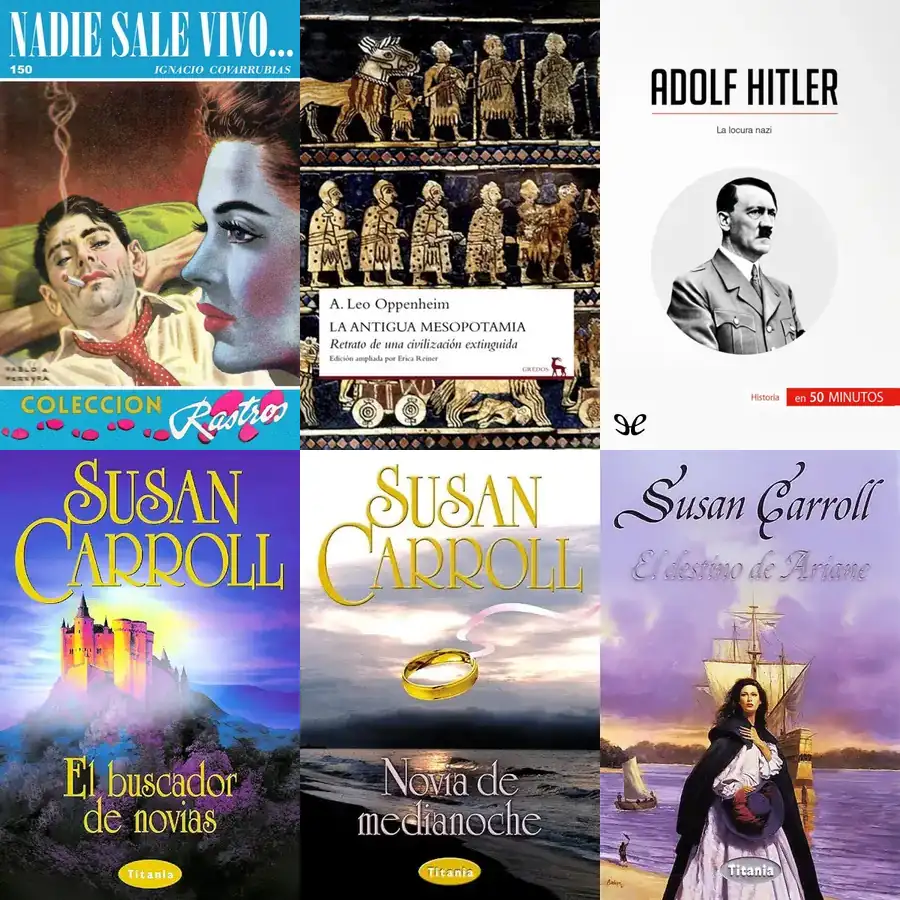 NADIE SALE VIVO...
150
IGNACIO COVARRUBIAS
PABLO A.
PEREYRA
COLECCION
Rastros
A. Leo Oppenheim
LA ANTIGUA MESOPOTAMIA
Retrato de una civilización extinguida
Edición ampliada por Erica Reiner
GREDOS
ADOLF HITLER
La locura nazi
Historia
en 50 MINUTOS
SUSAN
CARROLL
El buscador
de novias
Titania
SUSAN
CARROLL
Novia de
medianoche
Titania
Susan Carroll
El destino de Ariane
Titania